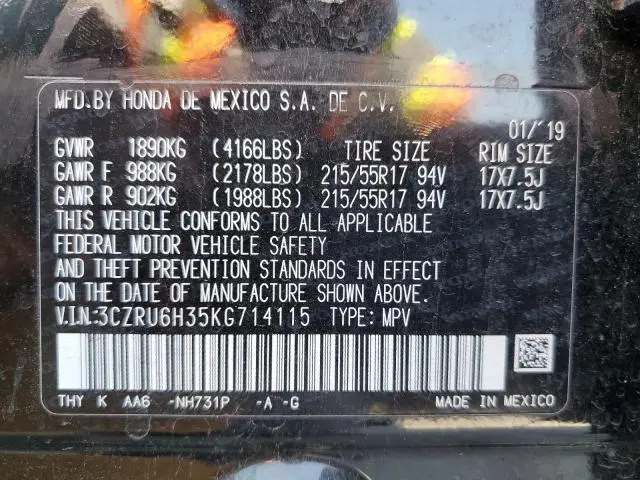 MFD.BY HONDA DE MEXICO S.A. DE C.V.
01/'19
GVWR 1890KG (4166LBS) TIRE SIZE RIM SIZE
GAWR F 988KG (2178LBS) 215/55R17 94V 17X7.5J
GAWR R 902KG (1988LBS) 215/55R17 94V 17X7.5J
THIS VEHICLE CONFORMS TO ALL APPLICABLE
FEDERAL MOTOR VEHICLE SAFETY
AND THEFT PREVENTION STANDARDS IN EFFECT
ON THE DATE OF MANUFACTURE SHOWN ABOVE.
V.I.N.:3CZRU6H35KG714115 TYPE: MPV
THY K AA6 -NH731P -A -G
MADE IN MEXICO